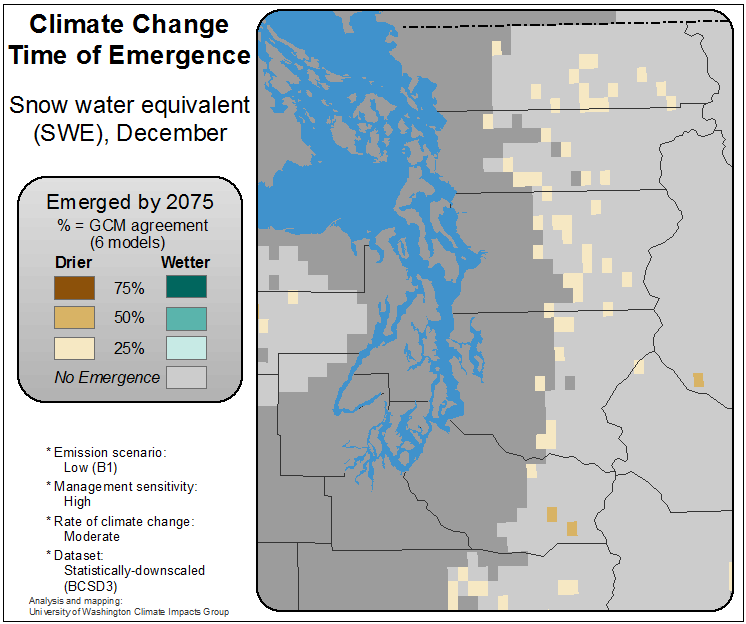 Climate Change
Time of Emergence
Snow water equivalent
(SWE), December
Emerged by 2075
% = GCM agreement
(6 models)
Drier Wetter
75%
50%
25%
No Emergence
* Emission scenario:
Low (B1)
* Management sensitivity:
High
* Rate of climate change:
Moderate
* Dataset:
Statistically-downscaled
(BCSD3)
Analysis and mapping:
University of Washington Climate Impacts Group